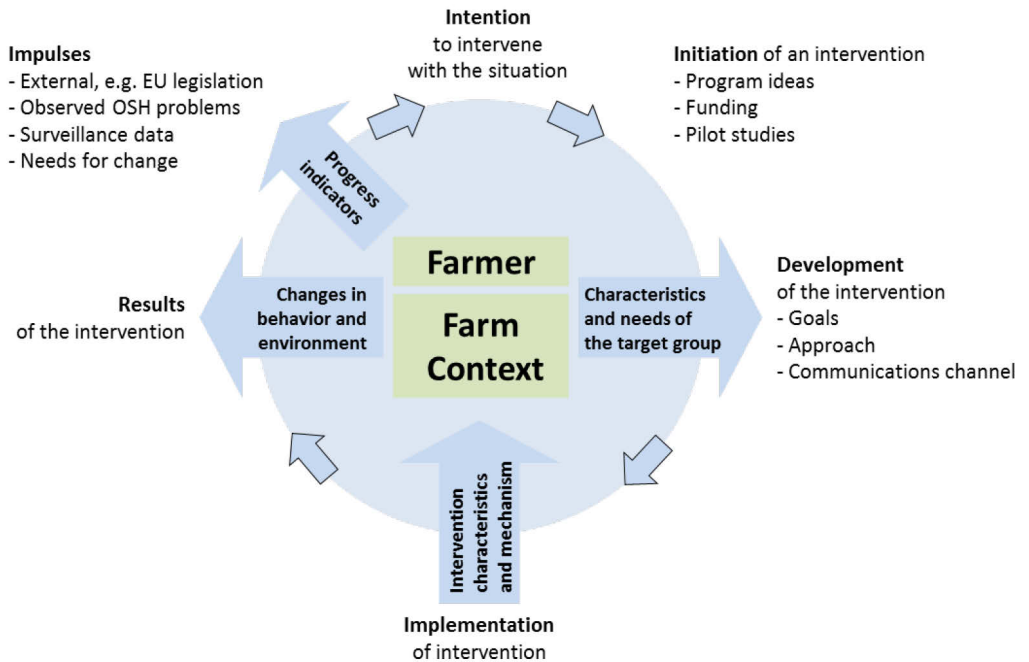 Intention
to intervene
with the situation
Impulses
- External, e.g. EU legislation
- Observed OSH problems
- Surveillance data
- Needs for change
Initiation of an intervention
- Program ideas
- Funding
- Pilot studies
Progress
indicators
Farmer
Farm
Context
Results
of the intervention
Changes in
behavior and
environment
Characteristics
and needs of
the target group
Development
of the intervention
- Goals
- Approach
- Communications channel
Intervention
characteristics
and mechanism
Implementation
of intervention